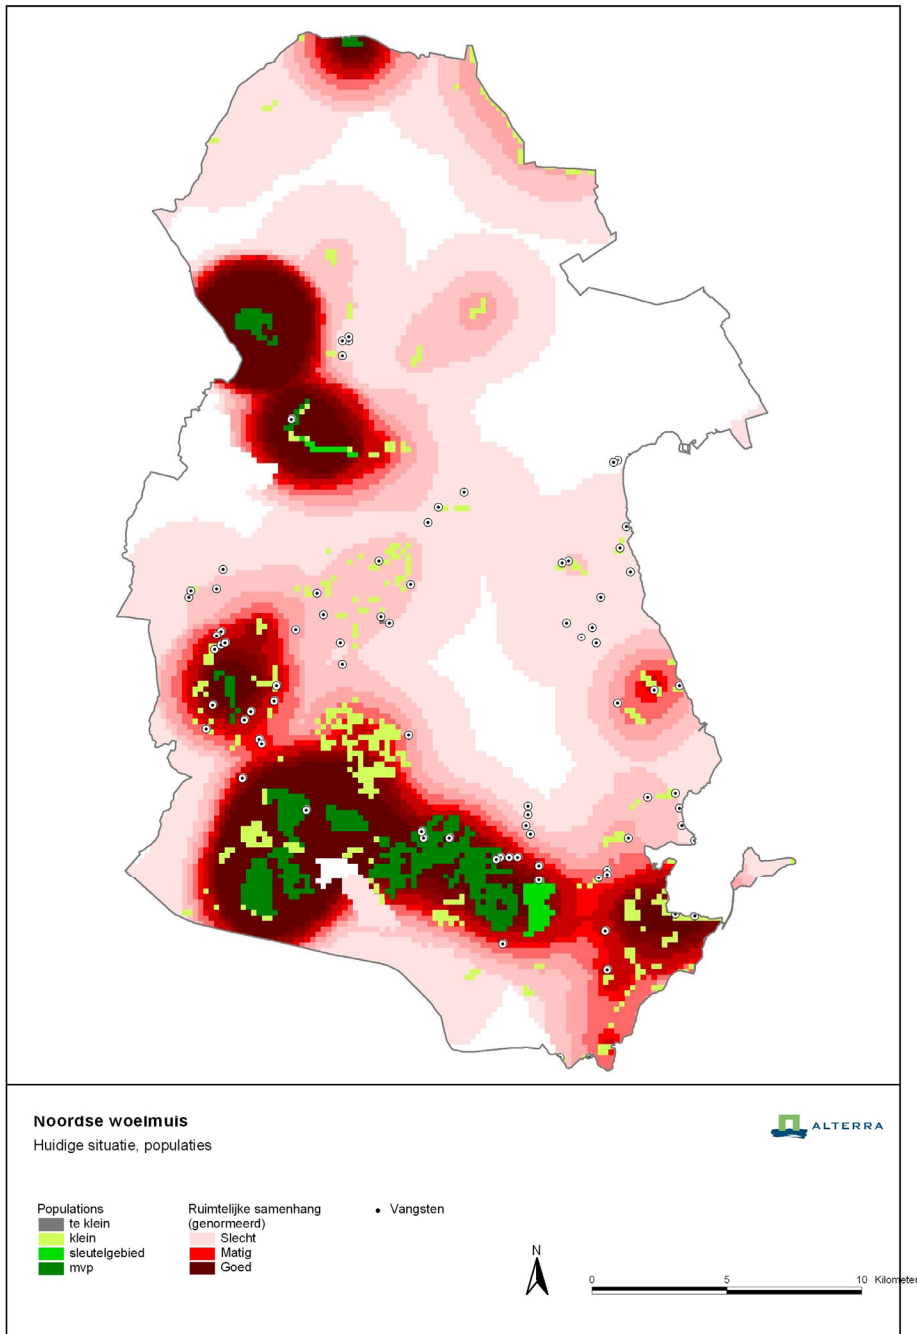 Noordse woelmuis
Huidige situatie, populaties
ALTERRA
Populations
te klein
klein
sleutelgebied
mvp
Ruimtelijke samenhang
(genormeerd)
Slecht
Matig
Goed
Vangsten
N
0 5 10 Kilometer